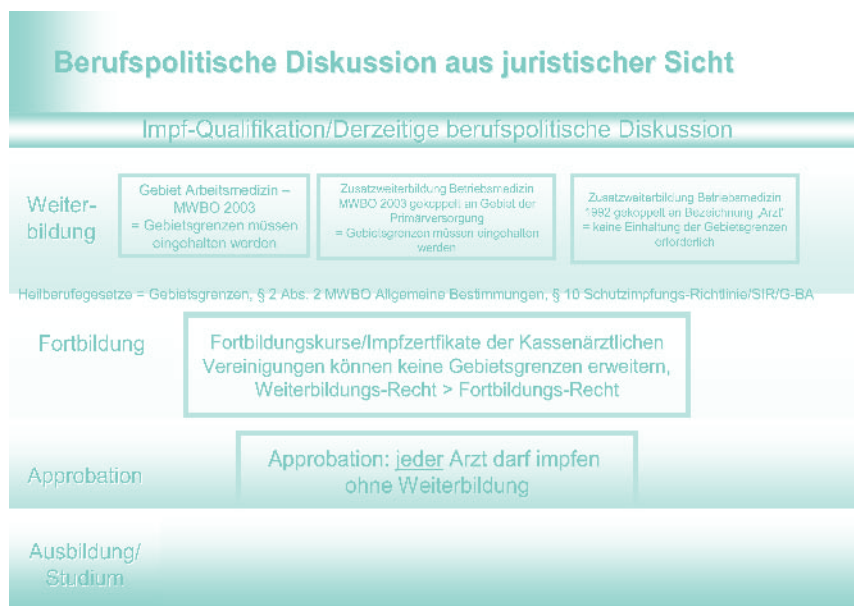 Berufspolitische Diskussion aus juristischer Sicht
Impf-Qualifikation/Derzeitige berufspolitische Diskussion
Weiter-
bildung
Gebiet Arbeitsmedizin –
MWBO 2003
= Gebietsgrenzen müssen
eingehalten werden
Zusatzweiterbildung Betriebsmedizin
MWBO 2003 gekoppelt an Gebiet der
Primärversorgung
= Gebietsgrenzen müssen eingehalten
werden
Zusatzweiterbildung Betriebsmedizin
1992 gekoppelt an Bezeichnung „Arzt“
= keine Einhaltung der Gebietsgrenzen
erforderlich
Heilberufegesetze = Gebietsgrenzen, § 2 Abs. 2 MWBO Allgemeine Bestimmungen, § 10 Schutzimpfungs-Richtlinie/SIR/G-BA
Fortbildung
Fortbildungskurse/Impfzertfikate der Kassenärztlichen
Vereinigungen können keine Gebietsgrenzen erweitern,
Weiterbildungs-Recht > Fortbildungs-Recht
Approbation
Approbation: jeder Arzt darf impfen
ohne Weiterbildung
Ausbildung/
Studium